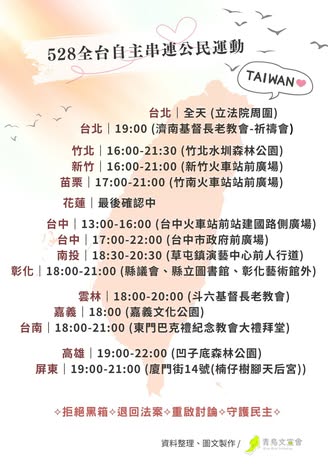 528全台自主串連公民運動
TAIWAN
台北｜全天 (立法院周圍)
台北｜19:00 (濟南基督長老教會-祈禱會)
竹北｜16:00-21:30 (竹北水圳森林公園)
新竹｜16:00-21:00 (新竹火車站前廣場)
苗栗｜17:00-21:00 (竹南火車站站前廣場)
花蓮｜最後確認中
台中｜13:00-16:00 (台中火車站前站建國路側廣場)
台中｜17:00-22:00 (台中市政府前廣場)
南投｜18:30-20:30 (草屯鎮演藝中心前人行道)
彰化｜18:00-21:00 (縣議會、縣立圖書館、彰化藝術館外)
雲林｜18:00-20:00 (斗六基督長老教會)
嘉義｜18:00 (嘉義文化公園)
台南｜18:00-21:00 (東門巴克禮紀念教會大禮拜堂)
高雄｜19:00-22:00 (凹子底森林公園)
屏東｜19:00-21:00 (廈門街14號(楠仔樹腳天后宮))
✧拒絕黑箱✧退回法案✧重啟討論✧守護民主✧
資料整理、圖文製作 /
青鳥文宣會